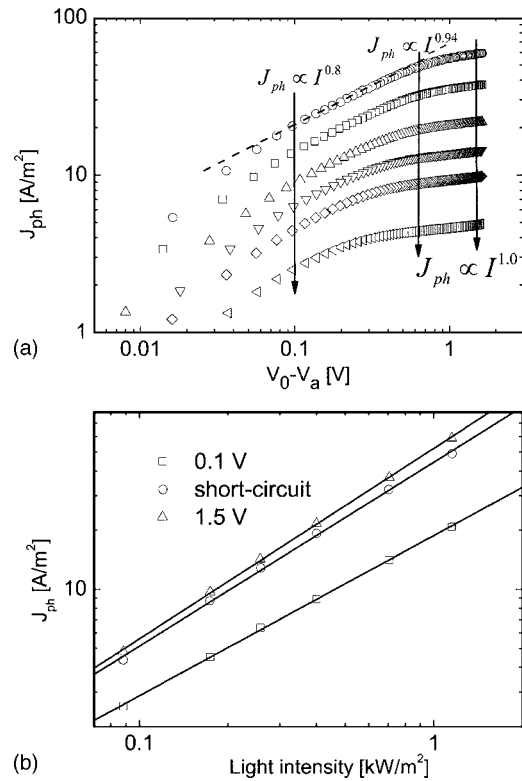 100
J_ph ∝ I^0.8
J_ph ∝ I^0.94
J_ph [A/m²]
10
J_ph ∝ I^1.0
1
0.01
0.1
1
(a)
V_0-V_a [V]
0.1 V
short-circuit
1.5 V
J_ph [A/m²]
10
0.1
1
(b)
Light intensity [kW/m²]